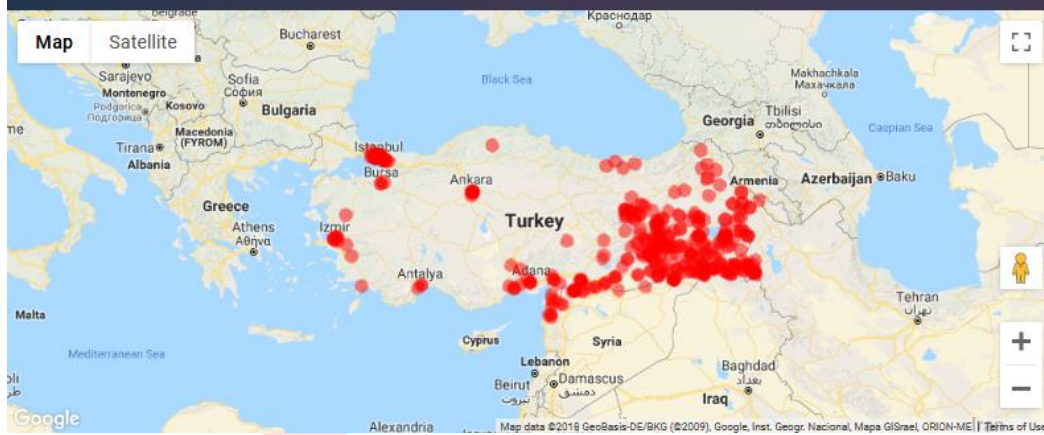 Belgrade
Map
Satellite
Bucharest
Краснодар
Sarajevo
Montenegro
Podgorica
Подгорица
Kosovo
Sofia
София
Bulgaria
Black Sea
Makhachkala
Махачкала
Tbilisi
თბილისი
Georgia
Caspian Sea
Macedonia
(FYROM)
Tirana
Albania
Istanbul
Bursa
Ankara
Armenia
Azerbaijan
Baku
Greece
Athens
Αθήνα
Izmir
Turkey
Antalya
Adana
Tehran
تهران
Malta
Mediterranean Sea
Cyprus
Syria
Lebanon
Beirut
بيروت
Damascus
دمشق
Baghdad
بغداد
Iraq
Iran
Alexandria
Google
Map data ©2018 GeoBasis-DE/BKG (©2009), Google, Inst. Geogr. Nacional, Mapa GISrael, ORION-ME
Terms of Use